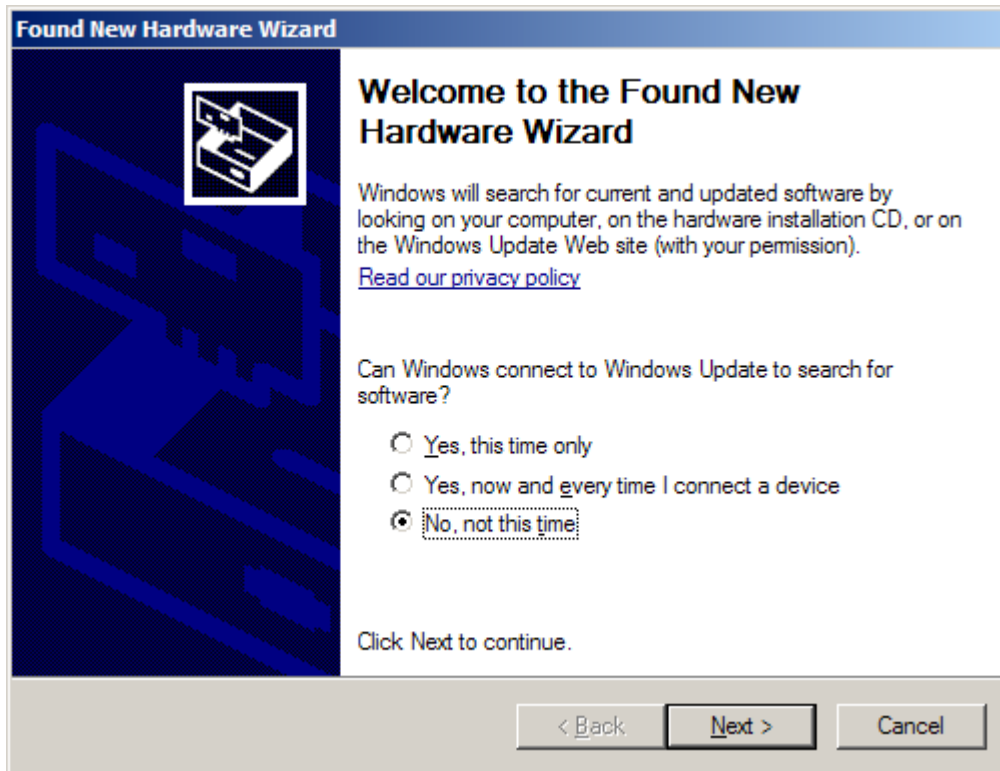 Found New Hardware Wizard
Welcome to the Found New
Hardware Wizard
Windows will search for current and updated software by
looking on your computer, on the hardware installation CD, or on
the Windows Update Web site (with your permission).
Read our privacy policy
Can Windows connect to Windows Update to search for
software?
Yes, this time only
Yes, now and every time I connect a device
No, not this time
Click Next to continue.
< Back
Next >
Cancel